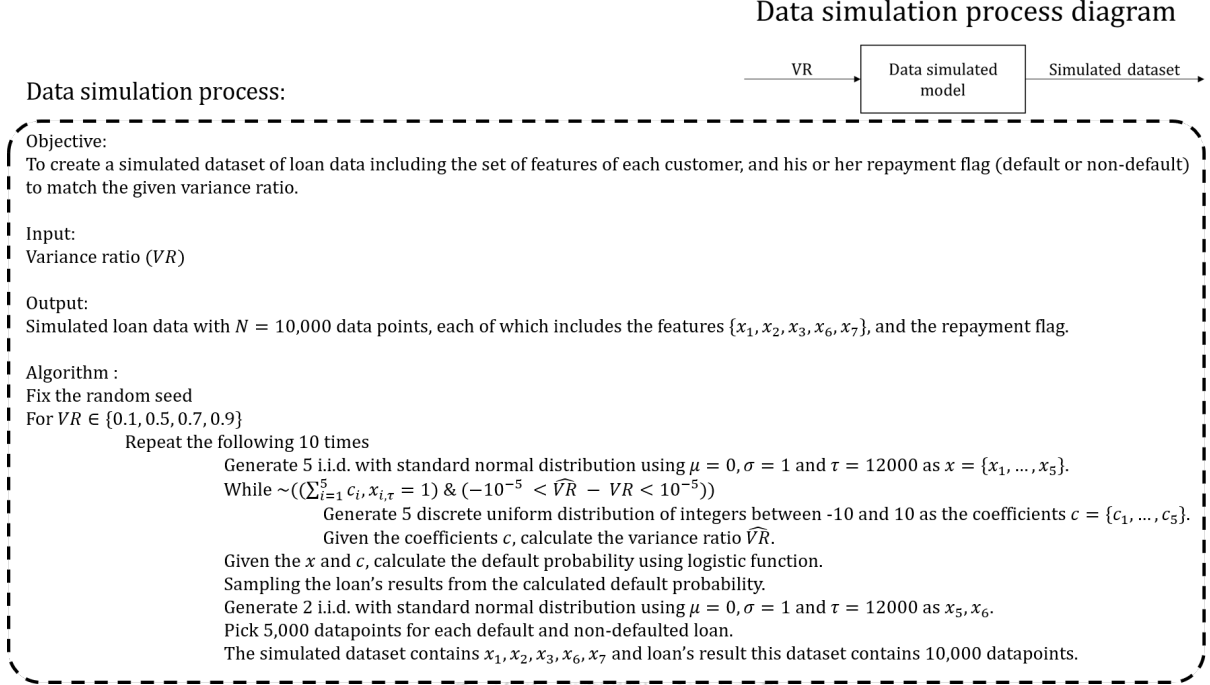 Data simulation process diagram
VR
Data simulated
model
Simulated dataset
Data simulation process:
Objective:
To create a simulated dataset of loan data including the set of features of each customer, and his or her repayment flag (default or non-default)
to match the given variance ratio.
Input:
Variance ratio (𝑉𝑅)
Output:
Simulated loan data with 𝑁 = 10,000 data points, each of which includes the features {𝑥₁, 𝑥₂, 𝑥₃, 𝑥₆, 𝑥₇}, and the repayment flag.
Algorithm :
Fix the random seed
For 𝑉𝑅 ∈ {0.1, 0.5, 0.7, 0.9}
Repeat the following 10 times
Generate 5 i.i.d. with standard normal distribution using 𝜇 = 0, 𝜎 = 1 and 𝜏 = 12000 as 𝑥 = {𝑥₁, … , 𝑥₅}.
While ~((∑⁵ᵢ₌₁ 𝑐ᵢ, 𝑥_{𝑖,𝜏} = 1) & (−10⁻⁵ < \widehat{𝑉𝑅} − 𝑉𝑅 < 10⁻⁵))
Generate 5 discrete uniform distribution of integers between -10 and 10 as the coefficients 𝑐 = {𝑐₁, … , 𝑐₅}.
Given the coefficients 𝑐, calculate the variance ratio \widehat{𝑉𝑅}.
Given the 𝑥 and 𝑐, calculate the default probability using logistic function.
Sampling the loan's results from the calculated default probability.
Generate 2 i.i.d. with standard normal distribution using 𝜇 = 0, 𝜎 = 1 and 𝜏 = 12000 as 𝑥₅, 𝑥₆.
Pick 5,000 datapoints for each default and non-defaulted loan.
The simulated dataset contains 𝑥₁, 𝑥₂, 𝑥₃, 𝑥₆, 𝑥₇ and loan's result this dataset contains 10,000 datapoints.